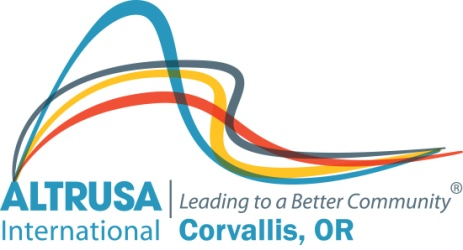 ALTRUSA | Leading to a Better Community®
International Corvallis, OR